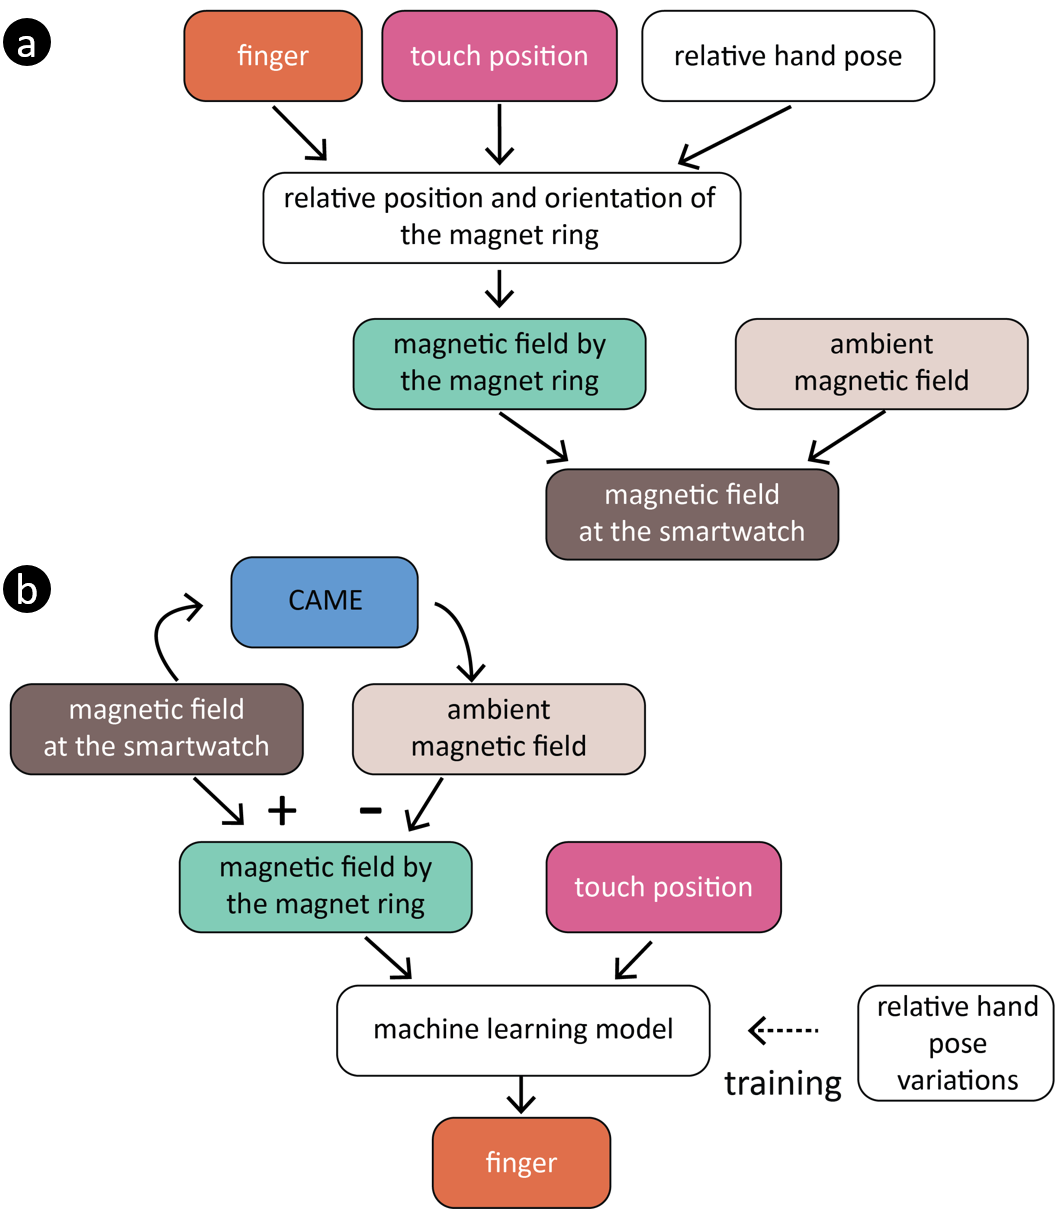 a
finger
touch position
relative hand pose
relative position and orientation of
the magnet ring
magnetic field by
the magnet ring
ambient
magnetic field
magnetic field
at the smartwatch
b
CAME
magnetic field
at the smartwatch
ambient
magnetic field
+
-
magnetic field by
the magnet ring
touch position
machine learning model
training
relative hand
pose
variations
finger